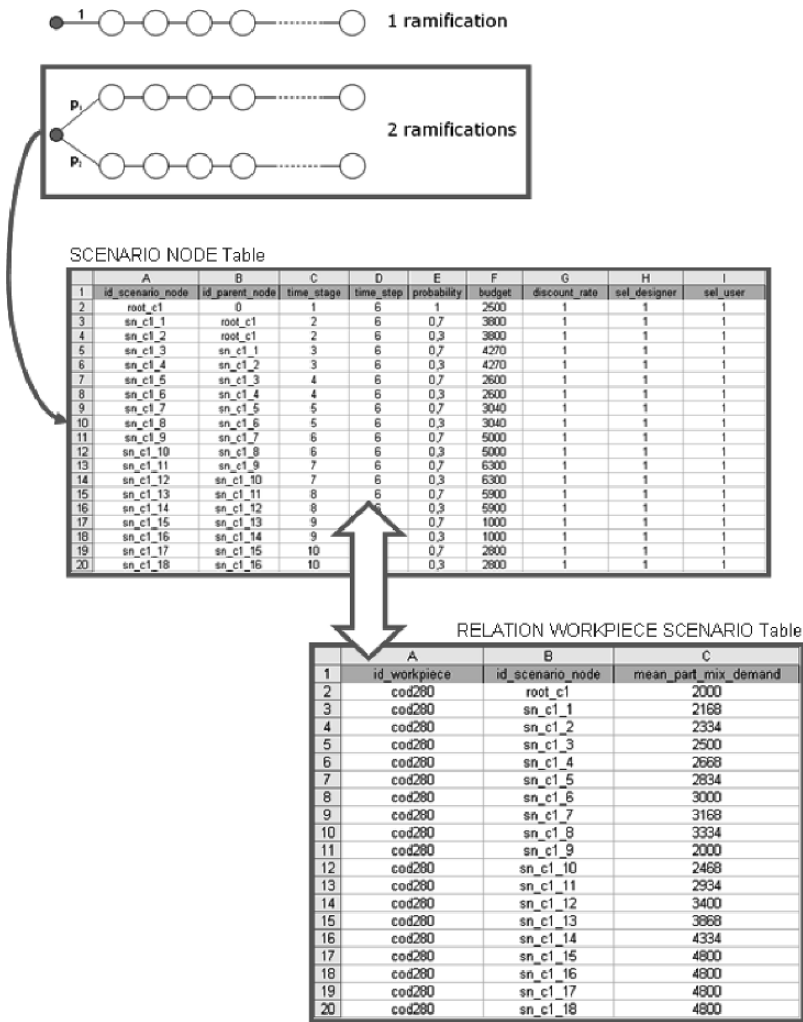 1
1 ramification
P₁
2 ramifications
P₂
SCENARIO NODE Table
A B C D E F G H I
1 id_scenario_node id_parent_node time_stage time_step probability budget discount_rate sel_designer sel_user
2 root_c1 0 1 6 1 2500 1 1 1
3 sn_c1_1 root_c1 2 6 0,7 3800 1 1 1
4 sn_c1_2 root_c1 2 6 0,3 3800 1 1 1
5 sn_c1_3 sn_c1_1 3 6 0,7 4270 1 1 1
6 sn_c1_4 sn_c1_2 3 6 0,3 4270 1 1 1
7 sn_c1_5 sn_c1_3 4 6 0,7 2600 1 1 1
8 sn_c1_6 sn_c1_4 4 6 0,3 2600 1 1 1
9 sn_c1_7 sn_c1_5 5 6 0,7 3040 1 1 1
10 sn_c1_8 sn_c1_6 5 6 0,3 3040 1 1 1
11 sn_c1_9 sn_c1_7 6 6 0,7 5000 1 1 1
12 sn_c1_10 sn_c1_8 6 6 0,3 5000 1 1 1
13 sn_c1_11 sn_c1_9 7 6 0,7 6300 1 1 1
14 sn_c1_12 sn_c1_10 7 6 0,3 6300 1 1 1
15 sn_c1_13 sn_c1_11 8 6 0,7 5900 1 1 1
16 sn_c1_14 sn_c1_12 8 0,3 5900 1 1 1
17 sn_c1_15 sn_c1_13 9 0,7 1000 1 1 1
18 sn_c1_16 sn_c1_14 9 0,3 1000 1 1 1
19 sn_c1_17 sn_c1_15 10 0,7 2800 1 1 1
20 sn_c1_18 sn_c1_16 10 0,3 2800 1 1 1
RELATION WORKPIECE SCENARIO Table
A B C
1 id_workpiece id_scenario_node mean_part_mix_demand
2 cod280 root_c1 2000
3 cod280 sn_c1_1 2168
4 cod280 sn_c1_2 2334
5 cod280 sn_c1_3 2500
6 cod280 sn_c1_4 2668
7 cod280 sn_c1_5 2834
8 cod280 sn_c1_6 3000
9 cod280 sn_c1_7 3168
10 cod280 sn_c1_8 3334
11 cod280 sn_c1_9 2000
12 cod280 sn_c1_10 2468
13 cod280 sn_c1_11 2934
14 cod280 sn_c1_12 3400
15 cod280 sn_c1_13 3868
16 cod280 sn_c1_14 4334
17 cod280 sn_c1_15 4800
18 cod280 sn_c1_16 4800
19 cod280 sn_c1_17 4800
20 cod280 sn_c1_18 4800